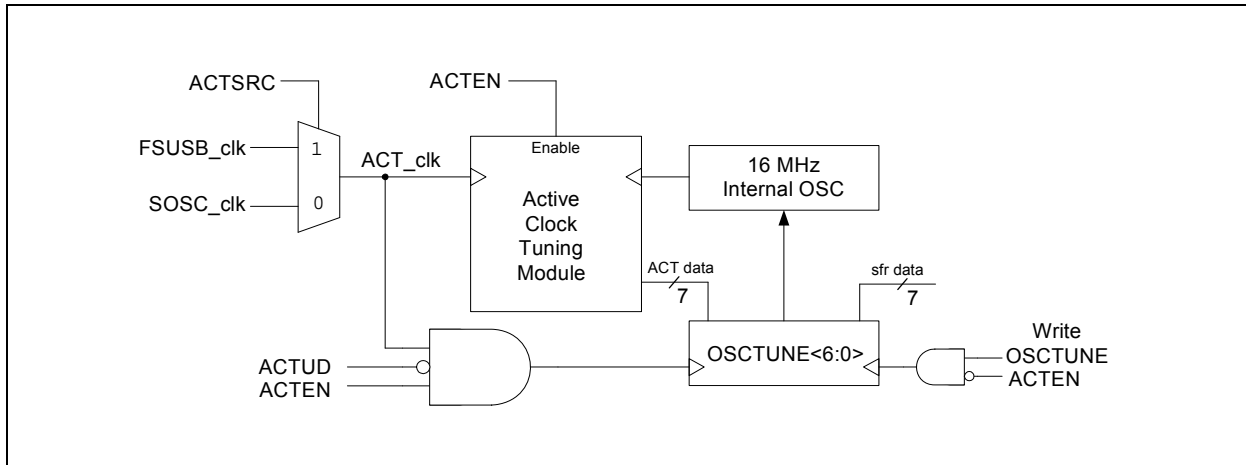 ACTSRC
ACTEN
FSUSB_clk
1
Enable
ACT_clk
16 MHz
Internal OSC
SOSC_clk
0
Active
Clock
Tuning
Module
ACT data
7
sfr data
7
Write
OSCTUNE<6:0>
OSCTUNE
ACTUD
ACTEN
ACTEN